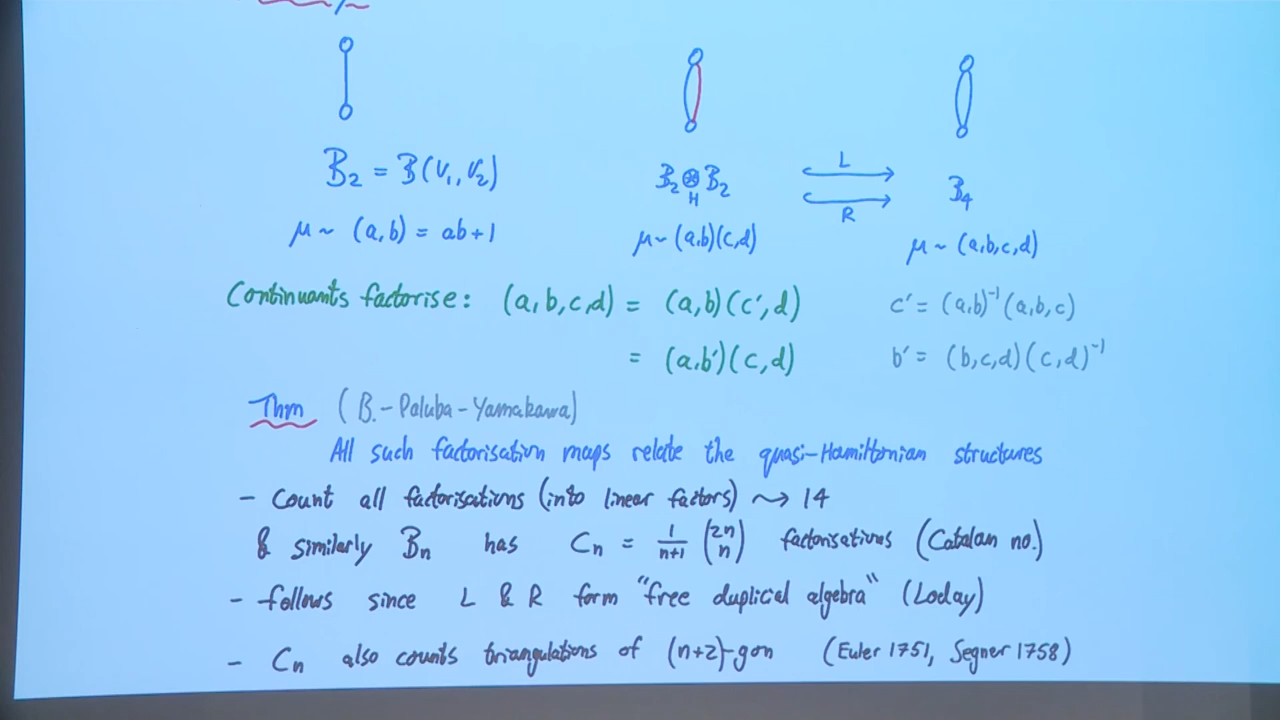 B₂ = B(V₁, V₂)
B₂ ⊛ B₂
H
L
R
B₄
μ ~ (a,b) = ab+1
μ ~ (a,b)(c,d)
μ ~ (a,b,c,d)
Continuants factorise: (a,b,c,d) = (a,b)(c′,d) c′ = (a,b)⁻¹(a,b,c)
= (a,b′)(c,d) b′ = (b,c,d)(c,d)⁻¹
Thm (B.-Paluba-Yamakawa)
All such factorisation maps relate the quasi-Hamiltonian structures
- Count all factorisations (into linear factors) ⇝ 14
& similarly Bₙ has Cₙ = 1/(n+1) (2n n) factorisations (Catalan no.)
- follows since L & R form "free duplicial algebra" (Loday)
- Cₙ also counts triangulations of (n+2)-gon (Euler 1751, Segner 1758)